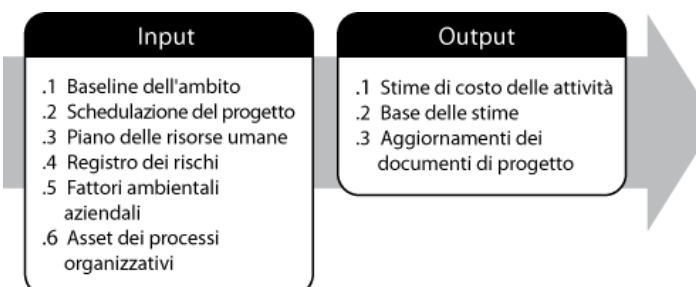 Input
.1 Baseline dell'ambito
.2 Schedulazione del progetto
.3 Piano delle risorse umane
.4 Registro dei rischi
.5 Fattori ambientali
aziendali
.6 Asset dei processi
organizzativi
Output
.1 Stime di costo delle attività
.2 Base delle stime
.3 Aggiornamenti dei
documenti di progetto